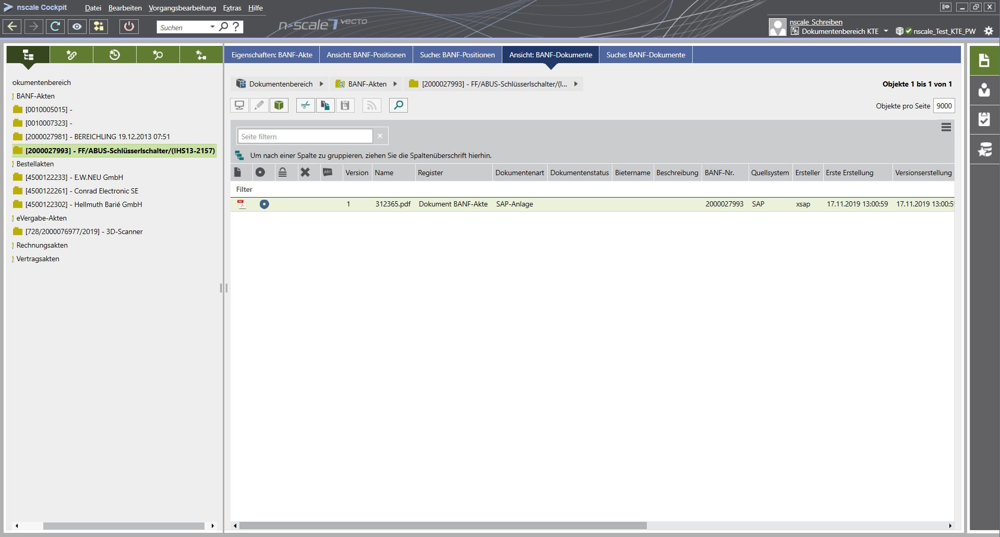 nscale Cockpit Datei Bearbeiten Vorgangsbearbeitung Extras Hilfe
Suchen ? n-scale7 vecto
nscale_Schreiben
Dokumentenbereich KTE nscale_Test_KTE_PW
Eigenschaften: BANF-Akte Ansicht: BANF-Positionen Suche: BANF-Positionen Ansicht: BANF-Dokumente Suche: BANF-Dokumente
okumentenbereich
BANF-Akten
[0010005015] -
[0010007323] -
[2000027981] - BEREICHLING 19.12.2013 07:51
[2000027993] - FF/ABUS-Schlüsserlschalter/(IHS13-2157)
Bestellakten
[4500122233] - E.W.NEU GmbH
[4500122261] - Conrad Electronic SE
[4500122302] - Hellmuth Barié GmbH
eVergabe-Akten
[728/2000076977/2019] - 3D-Scanner
Rechnungsakten
Vertragsakten
Dokumentenbereich BANF-Akten [2000027993] - FF/ABUS-Schlüsserlschalter/(I...
Objekte 1 bis 1 von 1
Objekte pro Seite 9000
Seite filtern
Um nach einer Spalte zu gruppieren, ziehen Sie die Spaltenüberschrift hierhin.
Abc Version Name Register Dokumentenart Dokumentenstatus Bietername Beschreibung BANF-Nr. Quellsystem Ersteller Erste Erstellung Versionserstellung
Filter
1 312365.pdf Dokument BANF-Akte SAP-Anlage 2000027993 SAP xsap 17.11.2019 13:00:59 17.11.2019 13:00:5